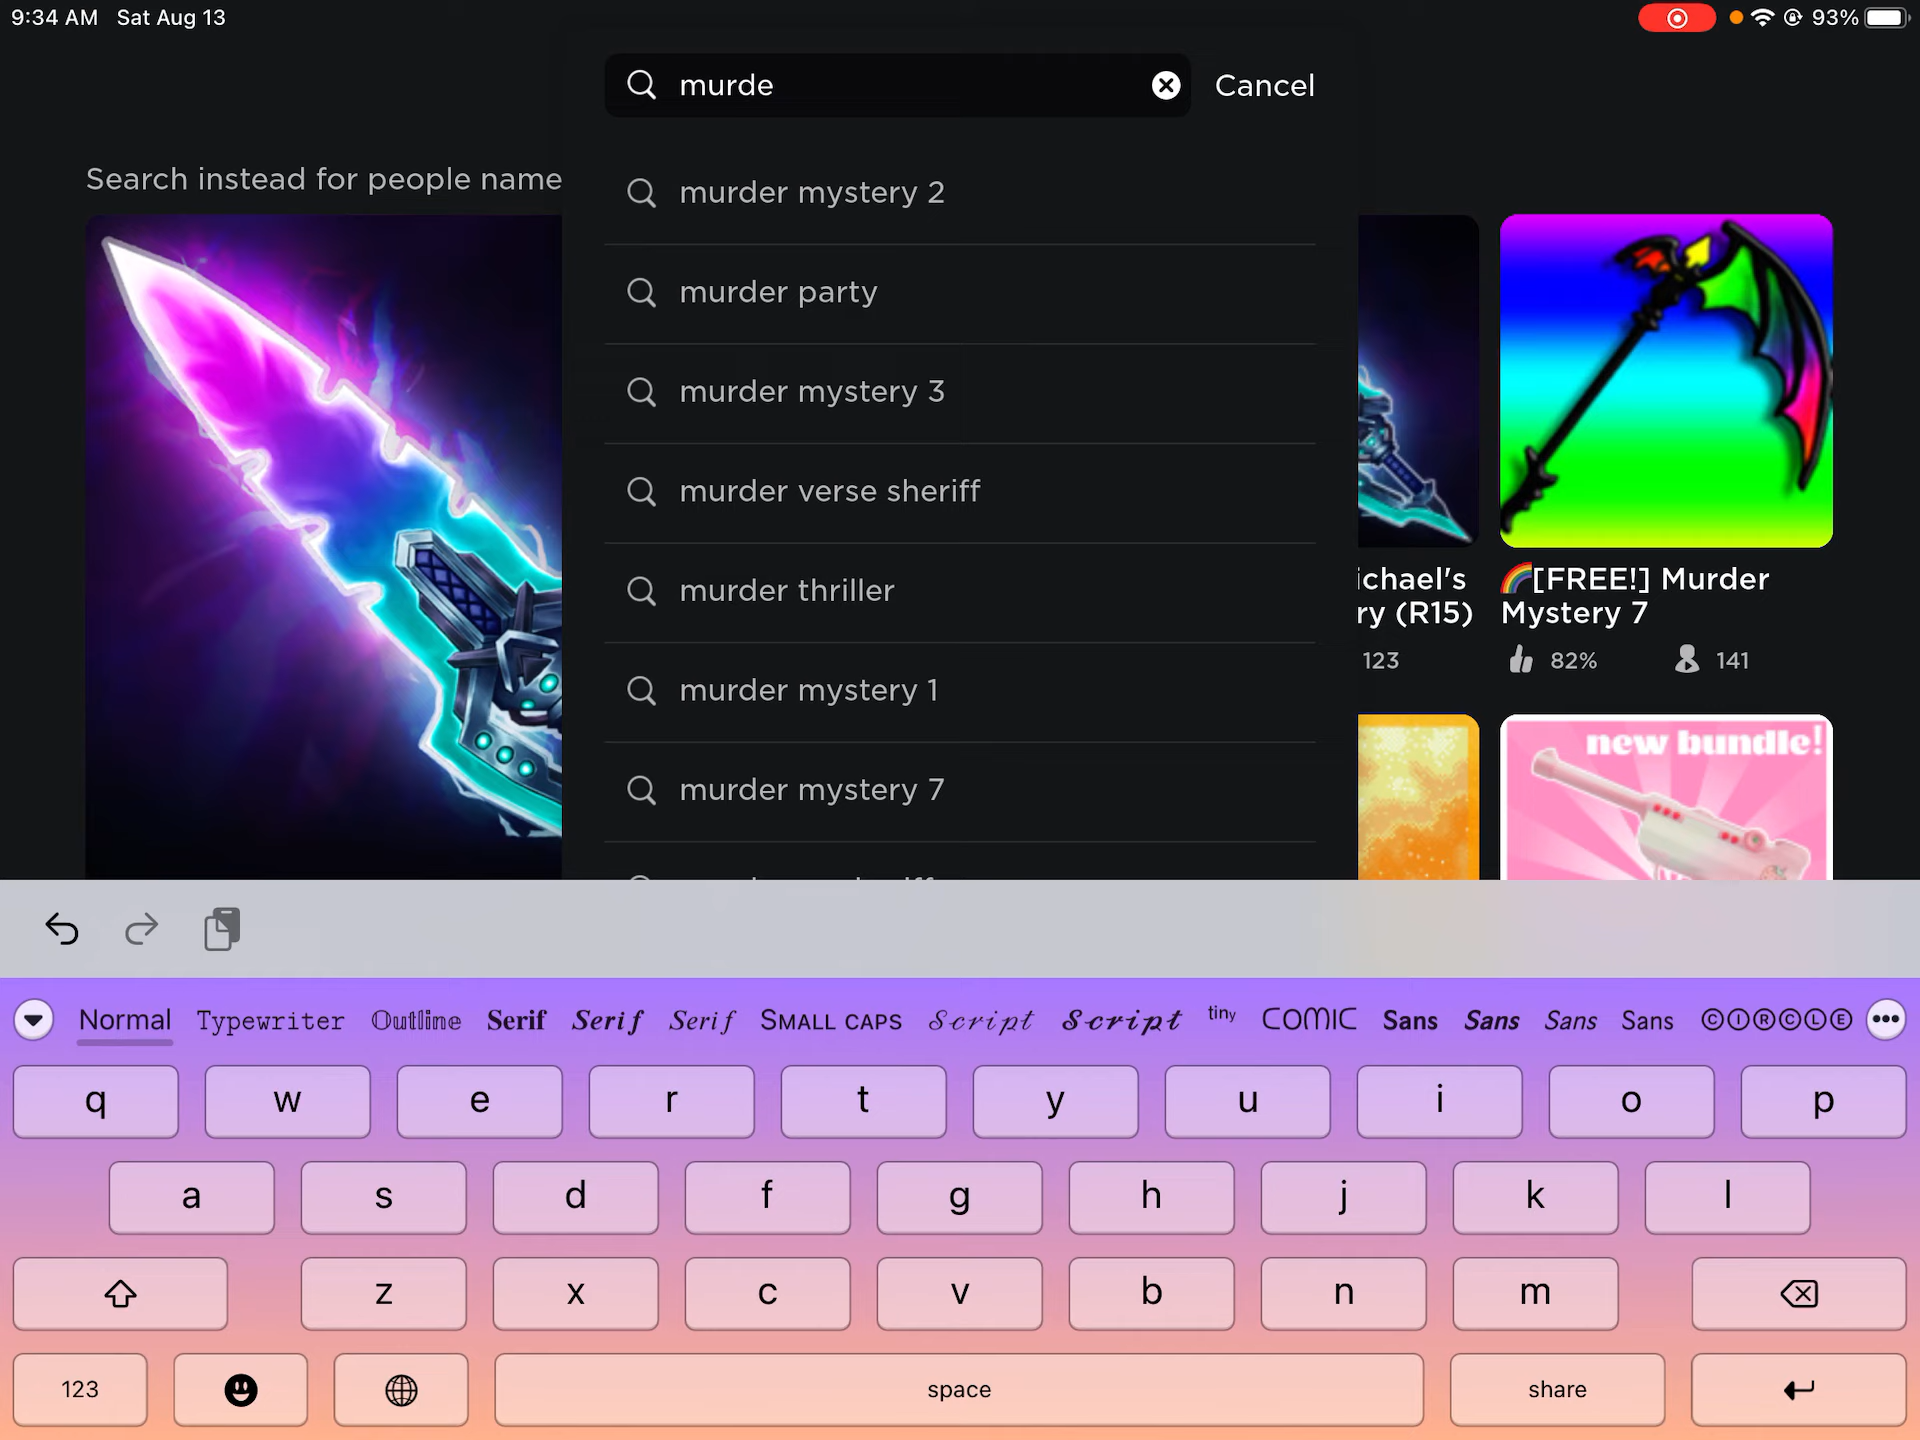 9:34 AM Sat Aug 13
93%
murde
Cancel
Search instead for people name
murder mystery 2
murder party
murder mystery 3
murder verse sheriff
murder thriller
murder mystery 1
murder mystery 7
ichael's
ry (R15)
123
[FREE!] Murder
Mystery 7
82% 141
new bundle!
Normal Typewriter Outline Serif Serif Serif SMALL CAPS Script Script tiny COMIC Sans Sans Sans Sans ⒸⒾⓇⒸⓁⒺ
q w e r t y u i o p
a s d f g h j k l
z x c v b n m
123 space share